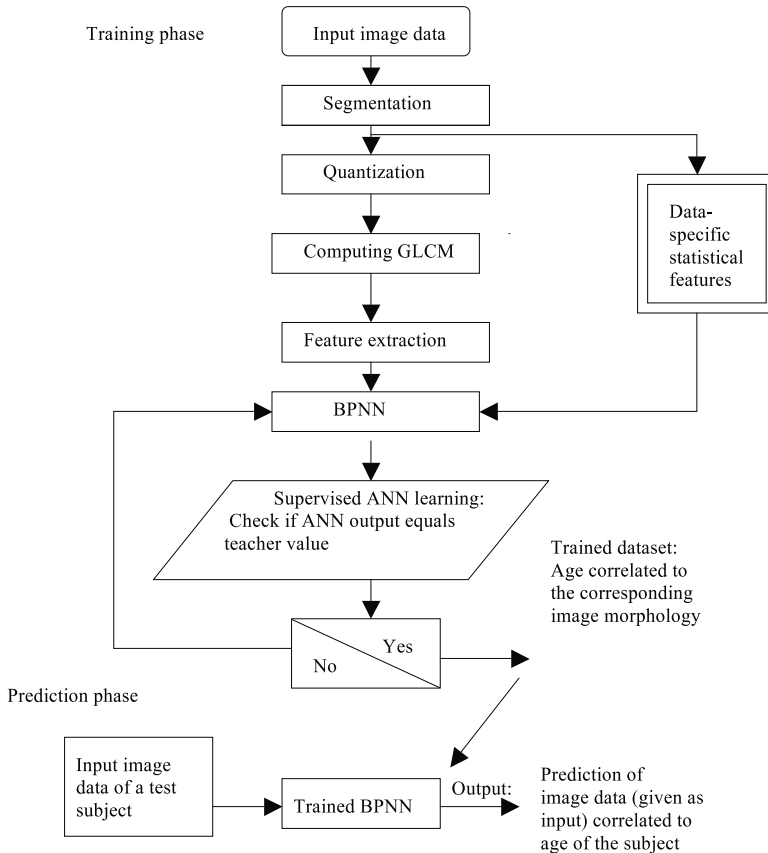 Training phase
Input image data
Segmentation
Quantization
Data-
specific
statistical
features
Computing GLCM
Feature extraction
BPNN
Supervised ANN learning:
Check if ANN output equals
teacher value
Trained dataset:
Age correlated to
the corresponding
image morphology
Yes
No
Prediction phase
Input image
data of a test
subject
Trained BPNN
Output:
Prediction of
image data (given as
input) correlated to
age of the subject